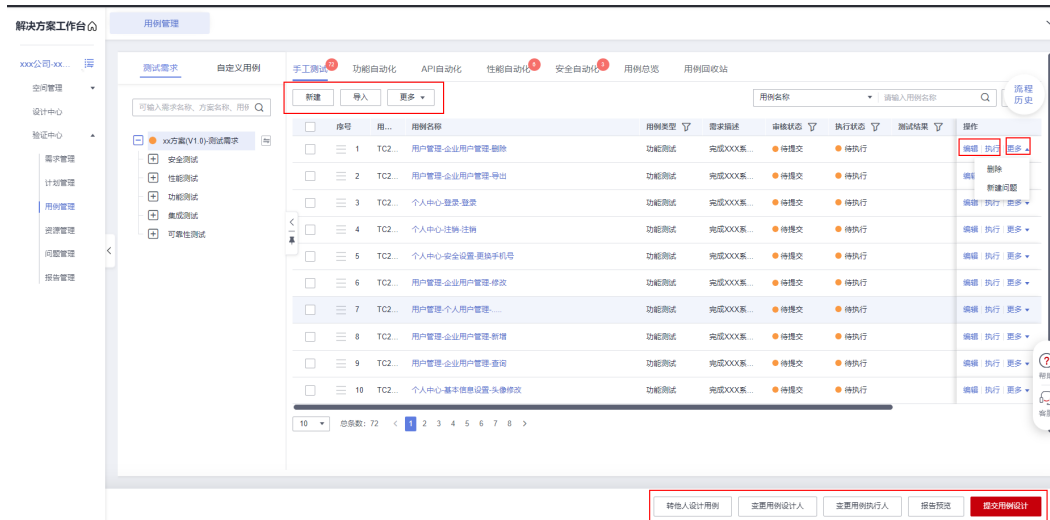 解决方案工作台
用例管理
xxx公司-xx...
空间管理
设计中心
验证中心
需求管理
计划管理
用例管理
资源管理
问题管理
报告管理
测试需求 自定义用例
可输入需求名称、方案名称、用例
xx方案(V1.0)-测试需求
安全测试
性能测试
功能测试
集成测试
可靠性测试
手工测试 72 功能自动化 API自动化 性能自动化 安全自动化 用例总览 用例回收站
新建 导入 更多
用例名称 请输入用例名称
流程
历史
序号 用... 用例名称 用例类型 需求描述 审核状态 执行状态 测试结果 操作
1 TC2... 用户管理-企业用户管理-删除 功能测试 完成XXX系... 待提交 待执行 编辑 执行 更多
删除
新建问题
2 TC2... 用户管理-企业用户管理-导出 功能测试 完成XXX系... 待提交 待执行
3 TC2... 个人中心-登录-登录 功能测试 完成XXX系... 待提交 待执行 编辑 执行 更多
4 TC2... 个人中心-注销-注销 功能测试 完成XXX系... 待提交 待执行 编辑 执行 更多
5 TC2... 个人中心-安全设置-更换手机号 功能测试 完成XXX系... 待提交 待执行 编辑 执行 更多
6 TC2... 用户管理-企业用户管理-修改 功能测试 完成XXX系... 待提交 待执行 编辑 执行 更多
7 TC2... 用户管理-个人用户管理-.... 功能测试 完成XXX系... 待提交 待执行 编辑 执行 更多
8 TC2... 用户管理-企业用户管理-新增 功能测试 完成XXX系... 待提交 待执行 编辑 执行 更多
9 TC2... 用户管理-企业用户管理-查询 功能测试 完成XXX系... 待提交 待执行 编辑 执行 更多
10 TC2... 个人中心-基本信息设置-头像修改 功能测试 完成XXX系... 待提交 待执行 编辑 执行 更多
10 总条数: 72 < 1 2 3 4 5 6 7 8 >
转他人设计用例 变更用例设计人 变更用例执行人 报告预览 提交用例设计